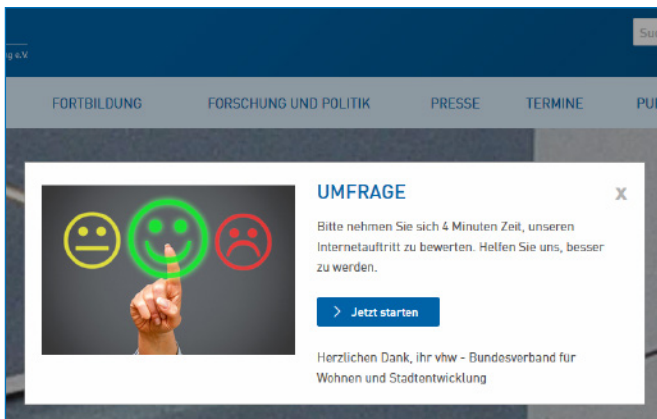 ng e.V.
FORTBILDUNG FORSCHUNG UND POLITIK PRESSE TERMINE
UMFRAGE X
Bitte nehmen Sie sich 4 Minuten Zeit, unseren
Internetauftritt zu bewerten. Helfen Sie uns, besser
zu werden.
> Jetzt starten
Herzlichen Dank, ihr vhw - Bundesverband für
Wohnen und Stadtentwicklung